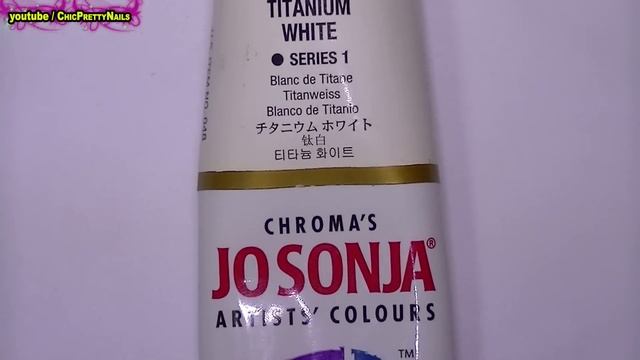 youtube / ChicPrettyNails
TITANIUM
WHITE
● SERIES 1
Blanc de Titane
Titanweiss
Blanco de Titanio
チタニウム ホワイト
钛白
티타늄 화이트
CHROMA'S
JO SONJA®
ARTISTS' COLOURS
TM